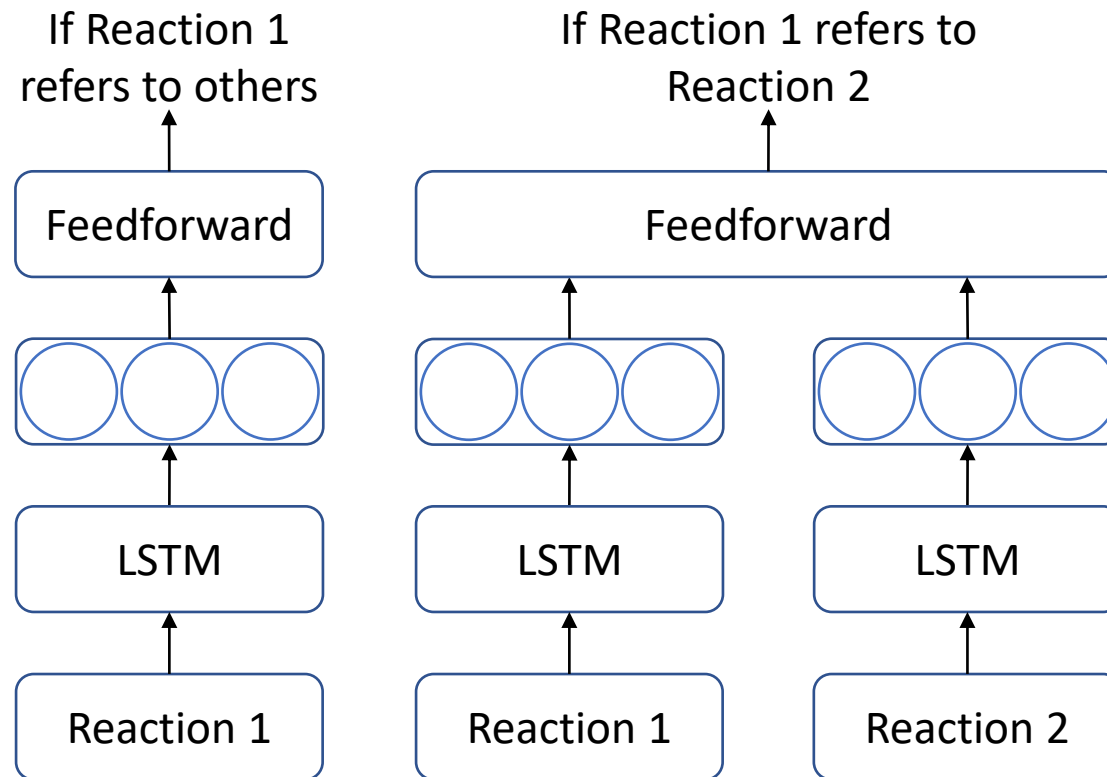 If Reaction 1
refers to others
Feedforward
LSTM
Reaction 1
If Reaction 1 refers to
Reaction 2
Feedforward
LSTM
LSTM
Reaction 1
Reaction 2